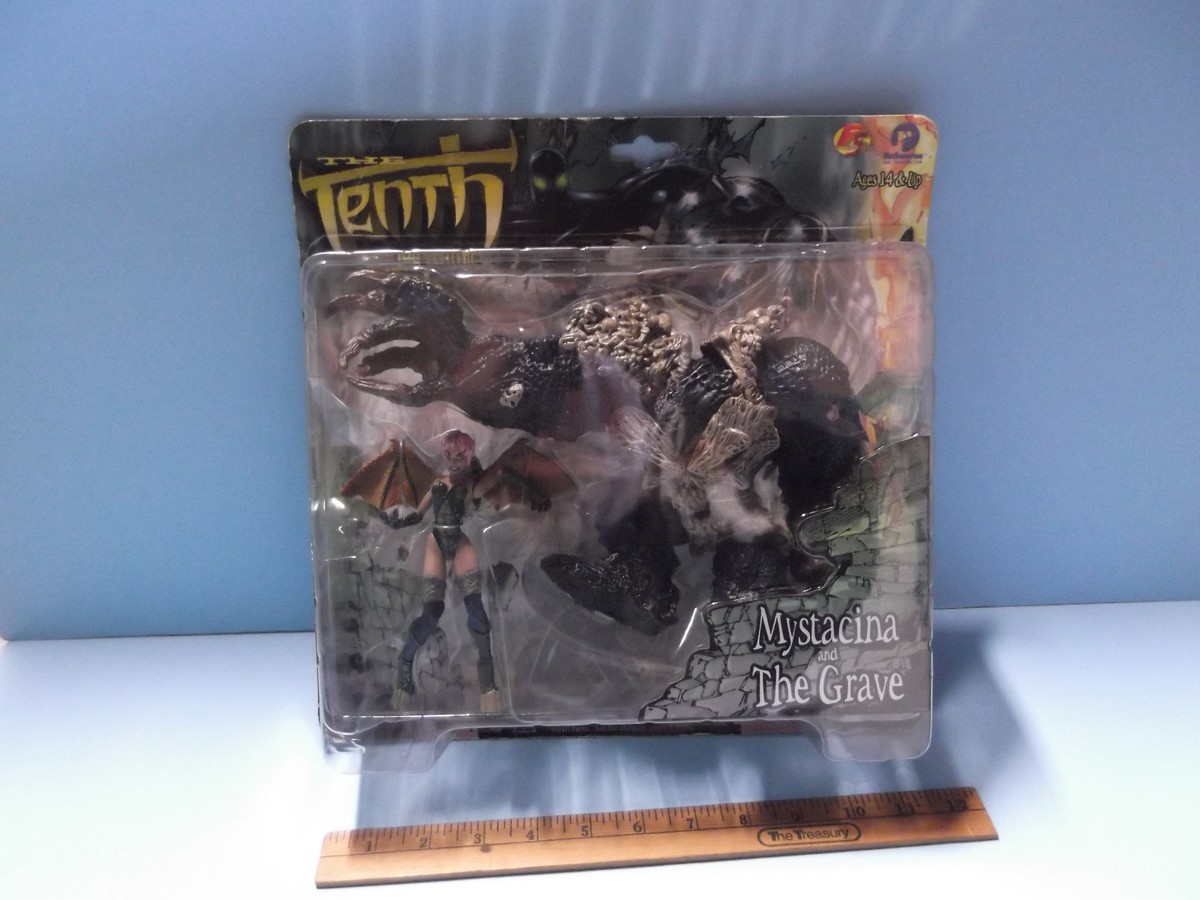 THE
Tenth
Ages 14 & Up
Mystacina
and
The Grave
1 2 3 4 5 6 7 8 9 10 11 12
The Treasury